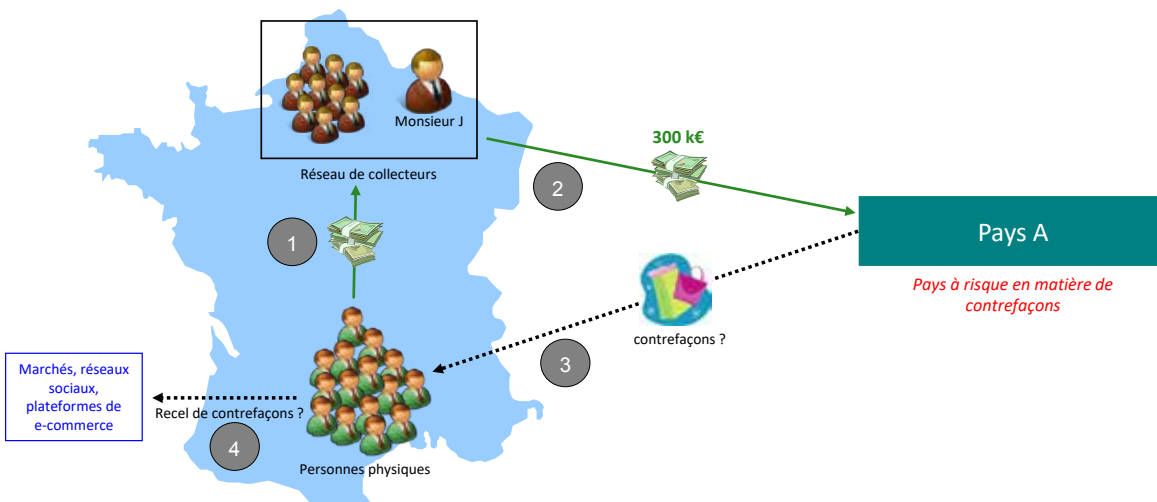 Monsieur J
Réseau de collecteurs
300 k€
2
1
Pays A
Pays à risque en matière de
contrefaçons
contrefaçons ?
3
Marchés, réseaux
sociaux,
plateformes de
e-commerce
Recel de contrefaçons ?
4
Personnes physiques